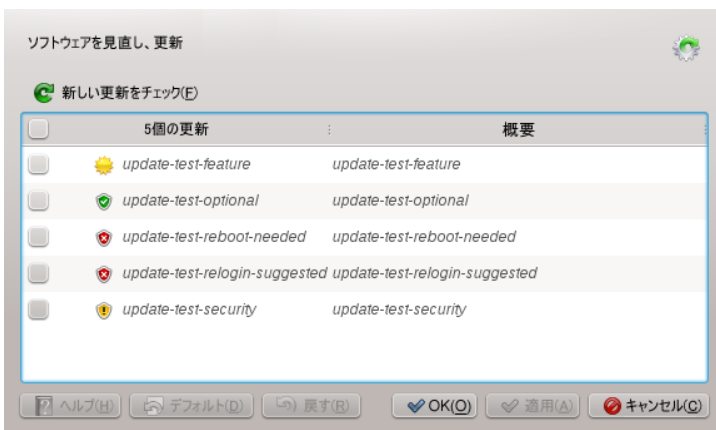 ソフトウェアを見直し、更新
新しい更新をチェック(F)
5個の更新 概要
update-test-feature update-test-feature
update-test-optional update-test-optional
update-test-reboot-needed update-test-reboot-needed
update-test-relogin-suggested update-test-relogin-suggested
update-test-security update-test-security
ヘルプ(H) デフォルト(D) 戻す(R) OK(O) 適用(A) キャンセル(C)